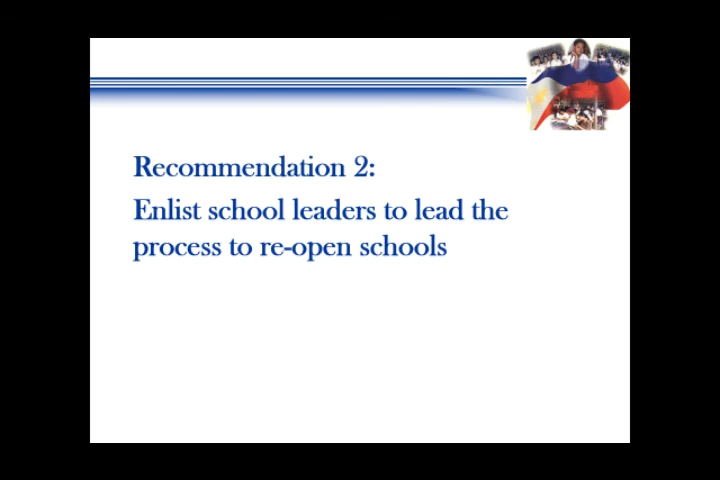 Recommendation 2:
Enlist school leaders to lead the
process to re-open schools